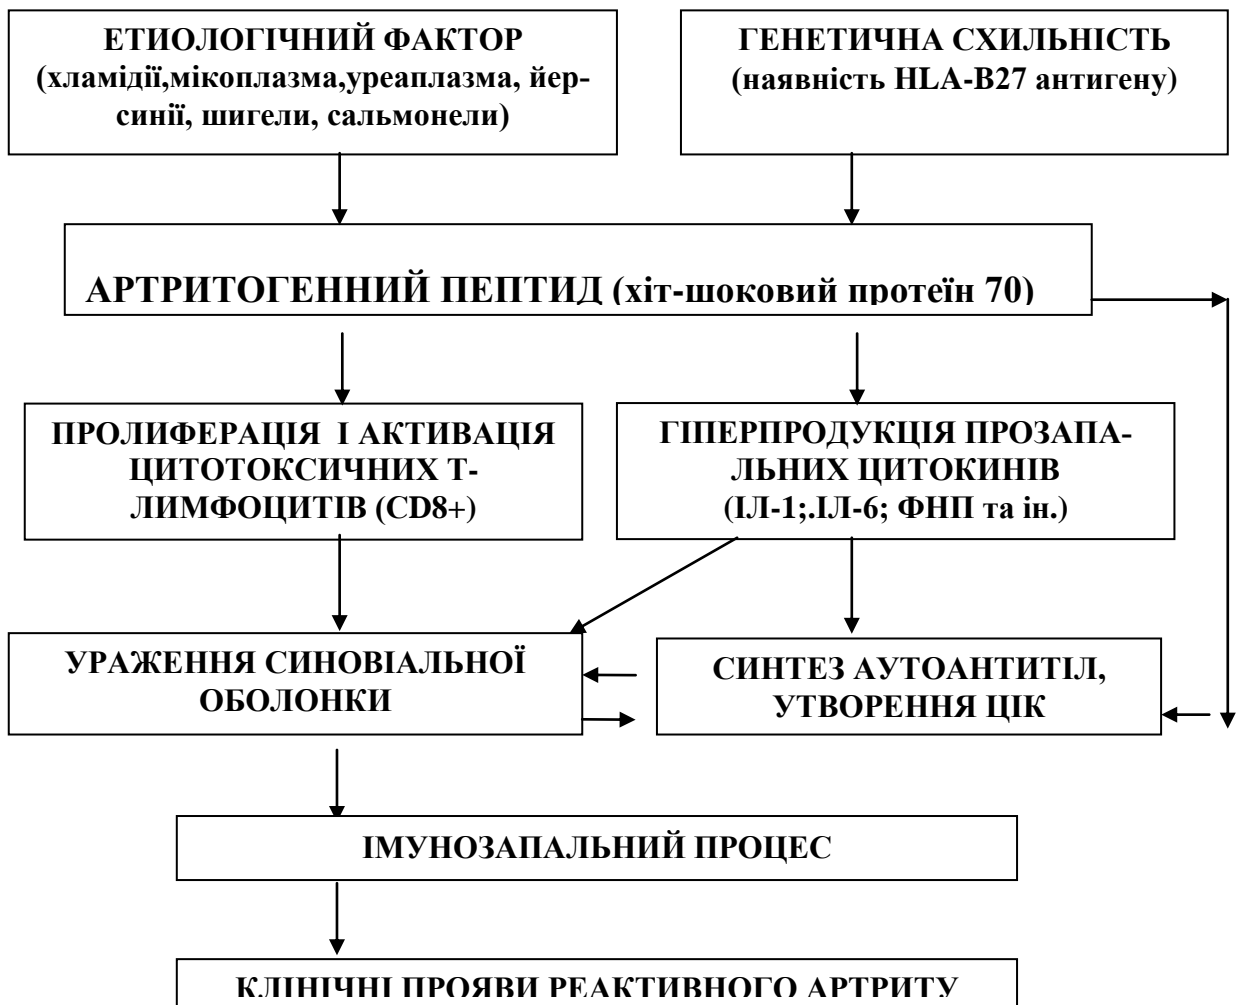 ЕТИОЛОГІЧНИЙ ФАКТОР
(хламідії,мікоплазма,уреаплазма, йер-
синії, шигели, сальмонели)
ГЕНЕТИЧНА СХИЛЬНІСТЬ
(наявність HLA-B27 антигену)
АРТРИТОГЕННИЙ ПЕПТИД (хіт-шоковий протеїн 70)
ПРОЛИФЕРАЦІЯ І АКТИВАЦІЯ
ЦИТОТОКСИЧНИХ Т-
ЛИМФОЦИТІВ (CD8+)
ГІПЕРПРОДУКЦІЯ ПРОЗАПА-
ЛЬНИХ ЦИТОКИНІВ
(ІЛ-1;.ІЛ-6; ФНП та ін.)
УРАЖЕННЯ СИНОВІАЛЬНОЇ
ОБОЛОНКИ
СИНТЕЗ АУТОАНТИТІЛ,
УТВОРЕННЯ ЦІК
ІМУНОЗАПАЛЬНИЙ ПРОЦЕС
КЛІНІЧНІ ПРОЯВИ РЕАКТИВНОГО АРТРИТУ